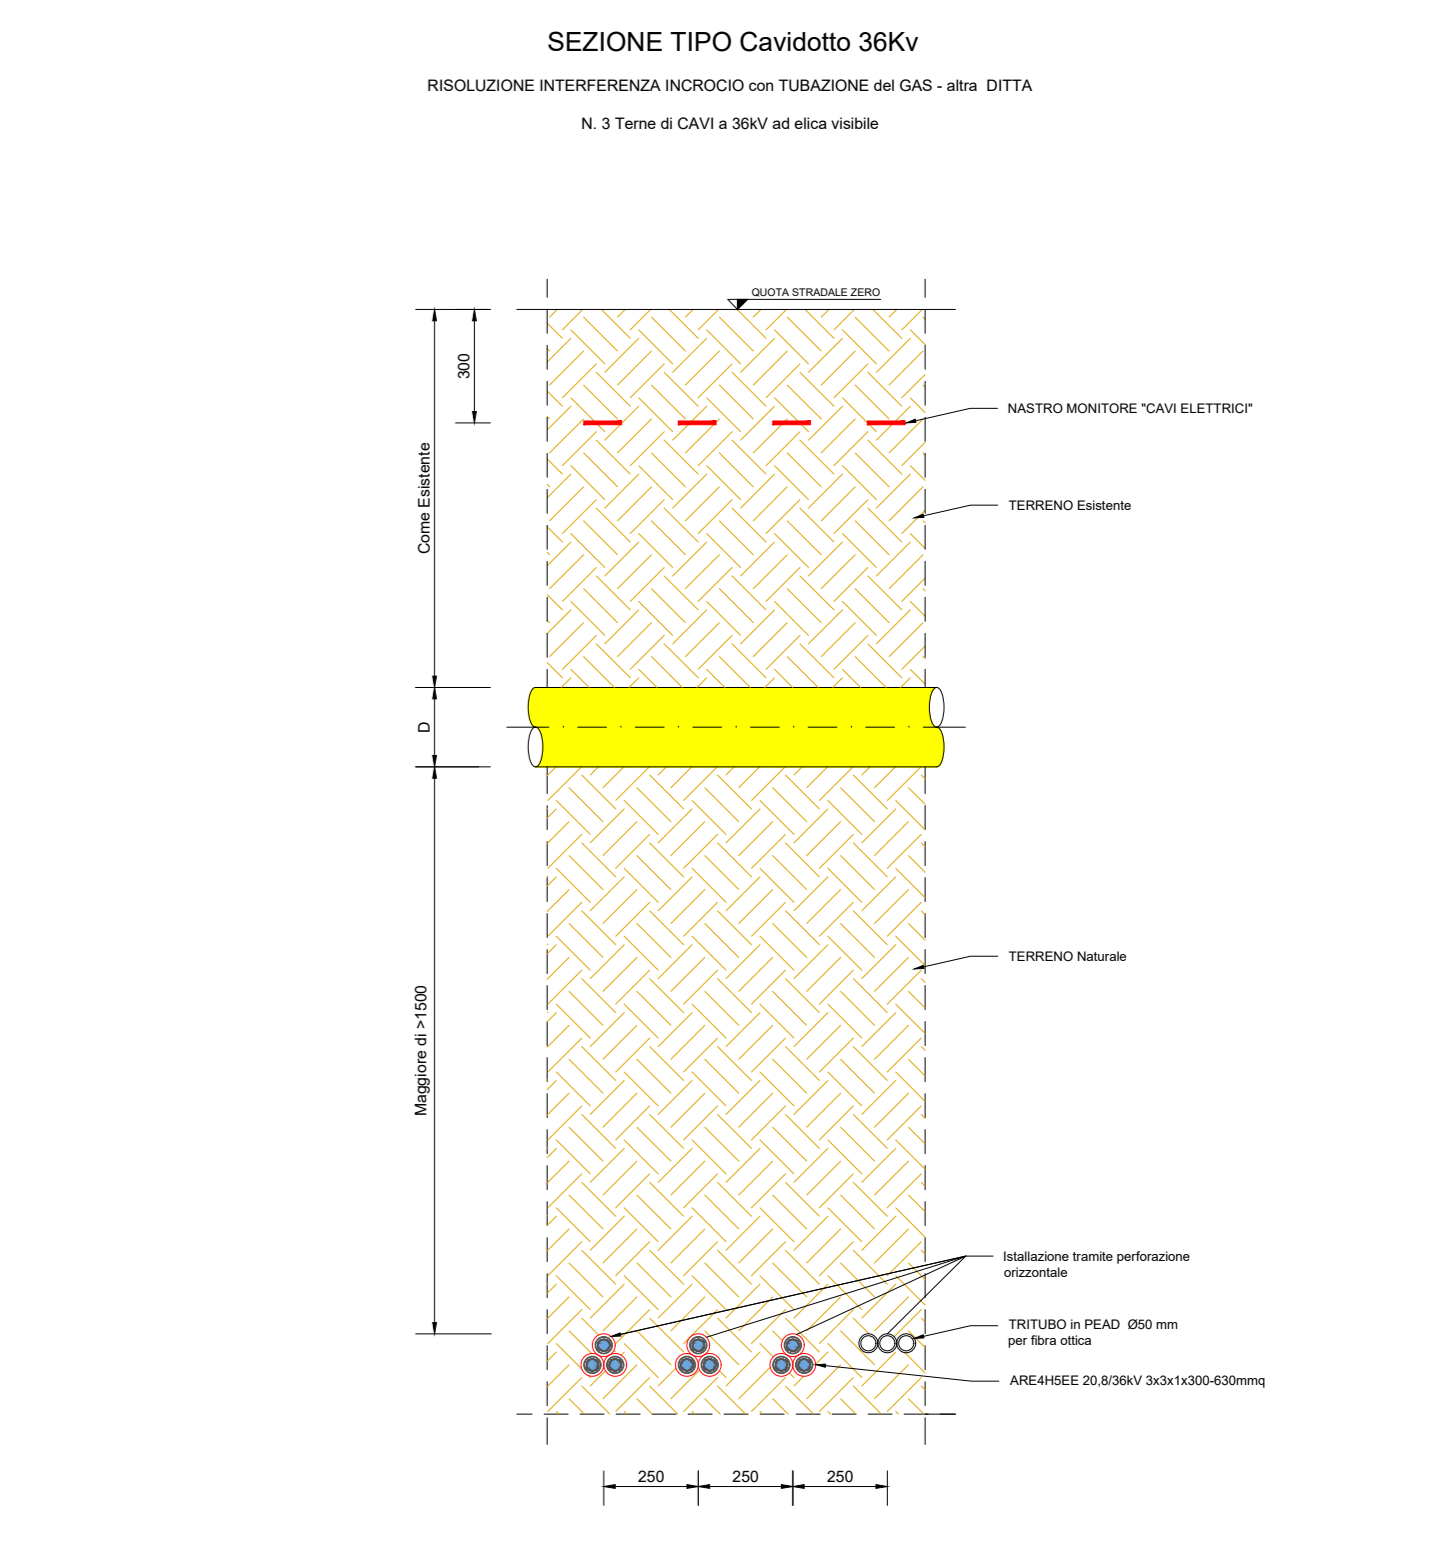 SEZIONE TIPO Cavidotto 36Kv
RISOLUZIONE INTERFERENZA INCROCIO con TUBAZIONE del GAS - altra DITTA
N. 3 Terne di CAVI a 36kV ad elica visibile
QUOTA STRADALE ZERO
300
NASTRO MONITORE "CAVI ELETTRICI"
Come Esistente
TERRENO Esistente
D
TERRENO Naturale
Maggiore di >1500
Istallazione tramite perforazione
orizzontale
TRITUBO in PEAD Ø50 mm
per fibra ottica
ARE4H5EE 20,8/36kV 3x3x1x300-630mmq
250
250
250